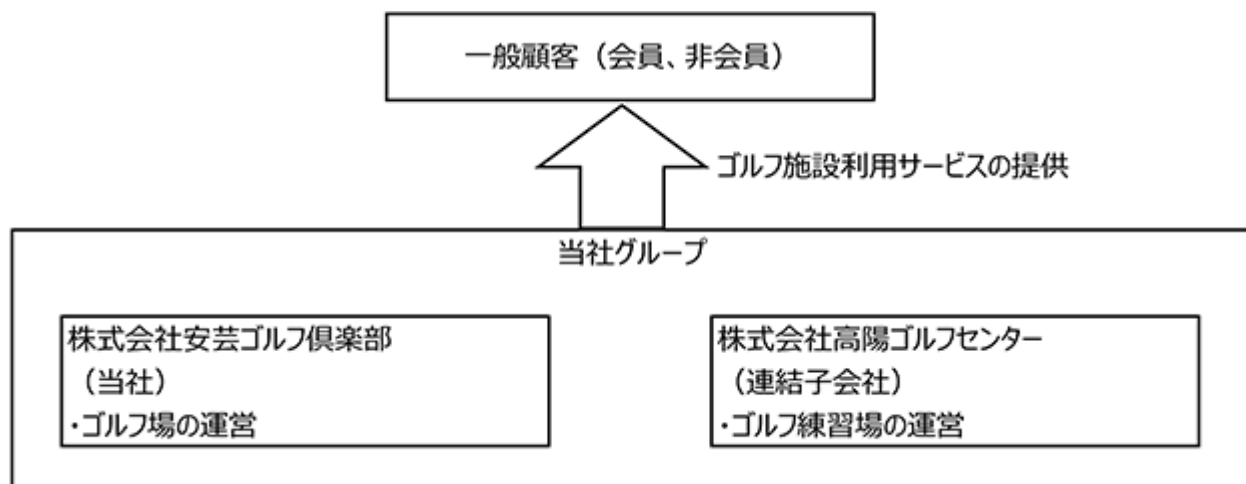 一般顧客（会員、非会員）
ゴルフ施設利用サービスの提供
当社グループ
株式会社安芸ゴルフ倶楽部
（当社）
・ゴルフ場の運営
株式会社高陽ゴルフセンター
（連結子会社）
・ゴルフ練習場の運営